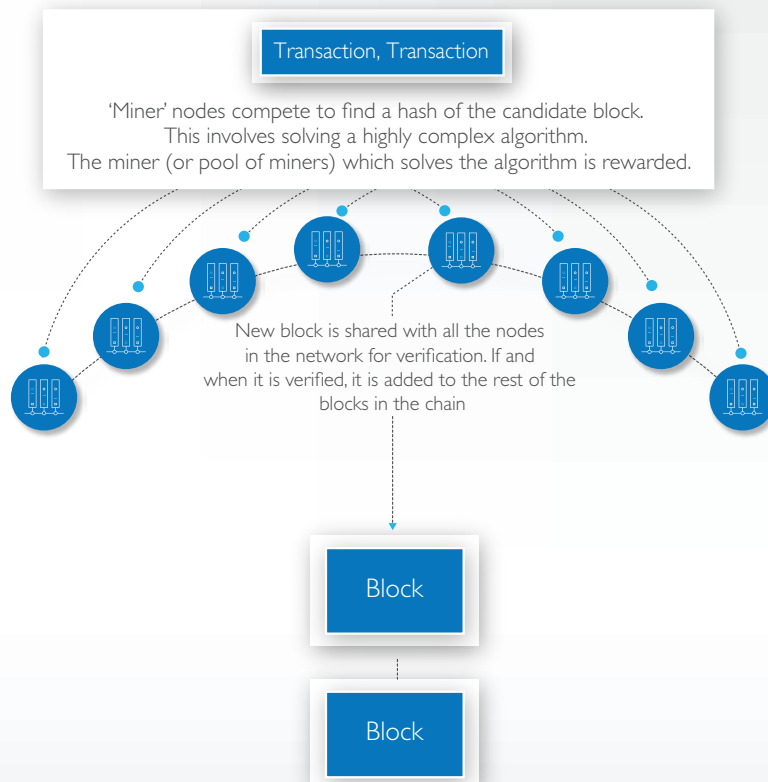 Transaction, Transaction
‘Miner’ nodes compete to find a hash of the candidate block.
This involves solving a highly complex algorithm.
The miner (or pool of miners) which solves the algorithm is rewarded.
New block is shared with all the nodes
in the network for verification. If and
when it is verified, it is added to the rest of the
blocks in the chain
Block
Block